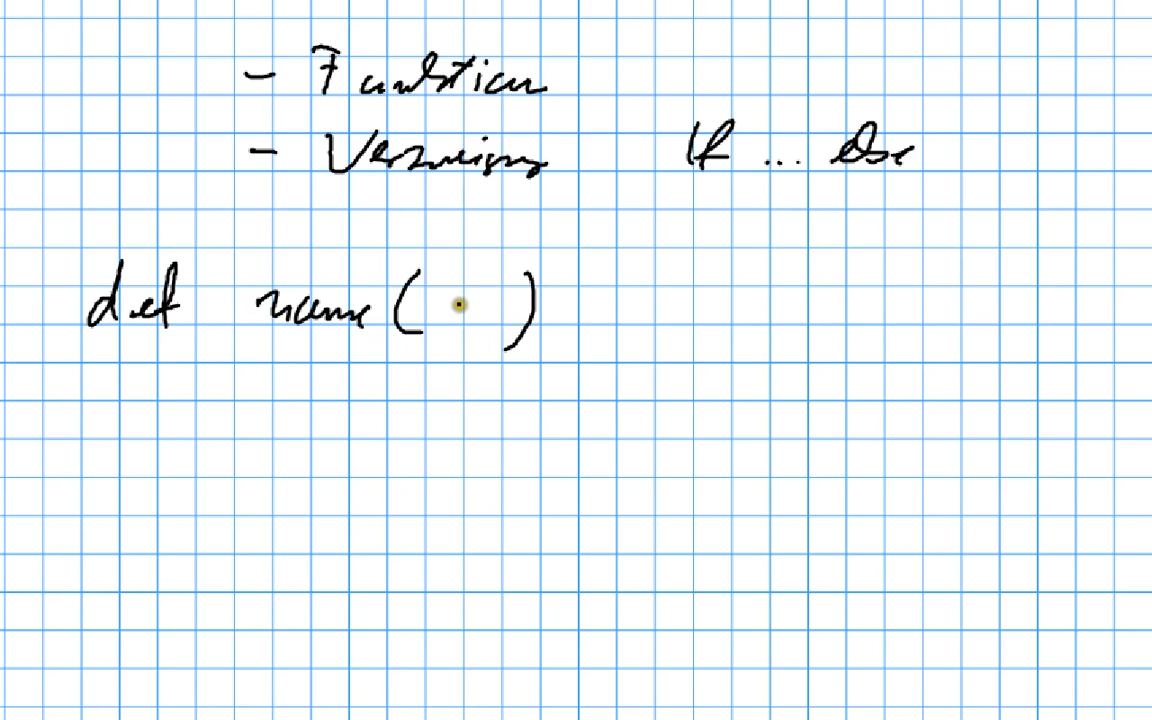 - Funktion
- Verzweigung If ... Else
def name( )